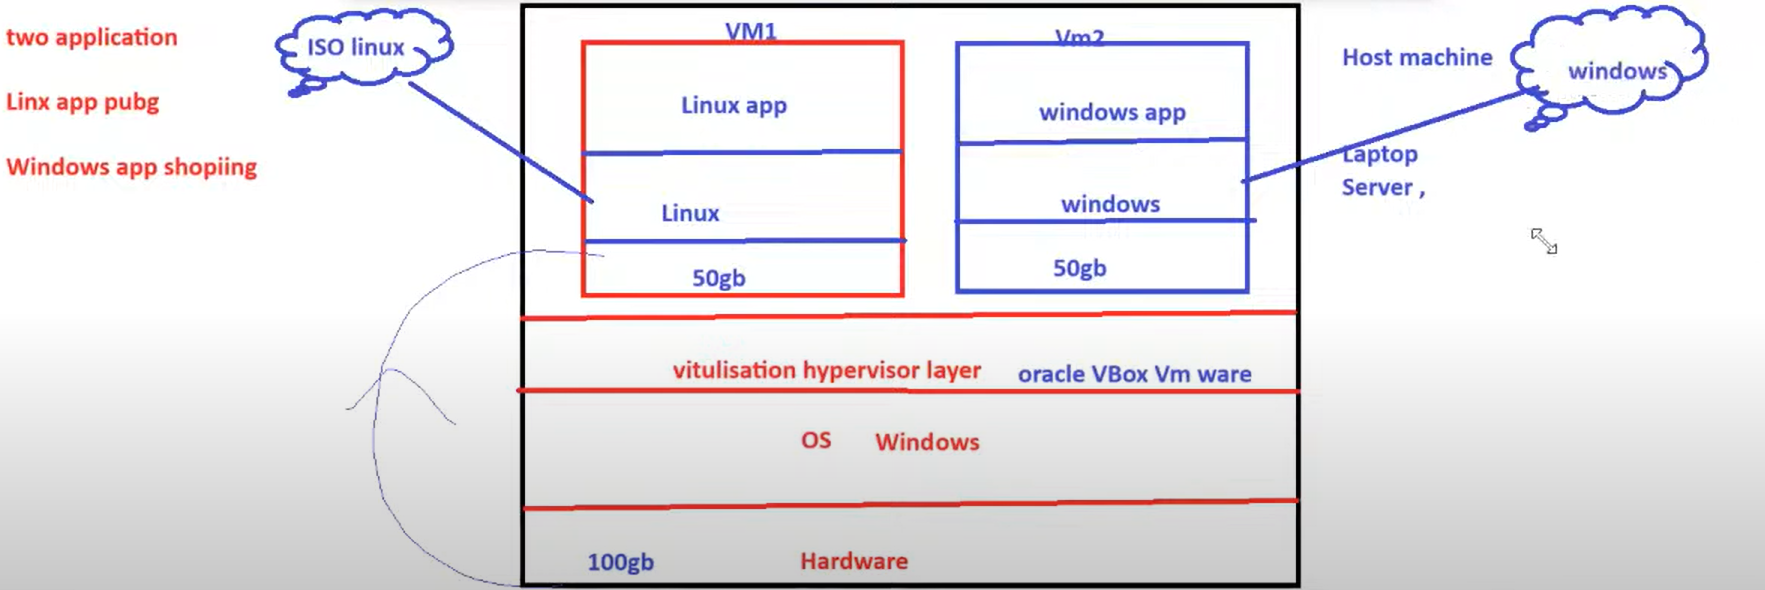 two application
Linx app pubg
Windows app shopiing
ISO linux
VM1
Linux app
Linux
50gb
Vm2
windows app
windows
50gb
Host machine
windows
Laptop
Server ,
vitulisation hypervisor layer
oracle VBox Vm ware
OS Windows
100gb
Hardware